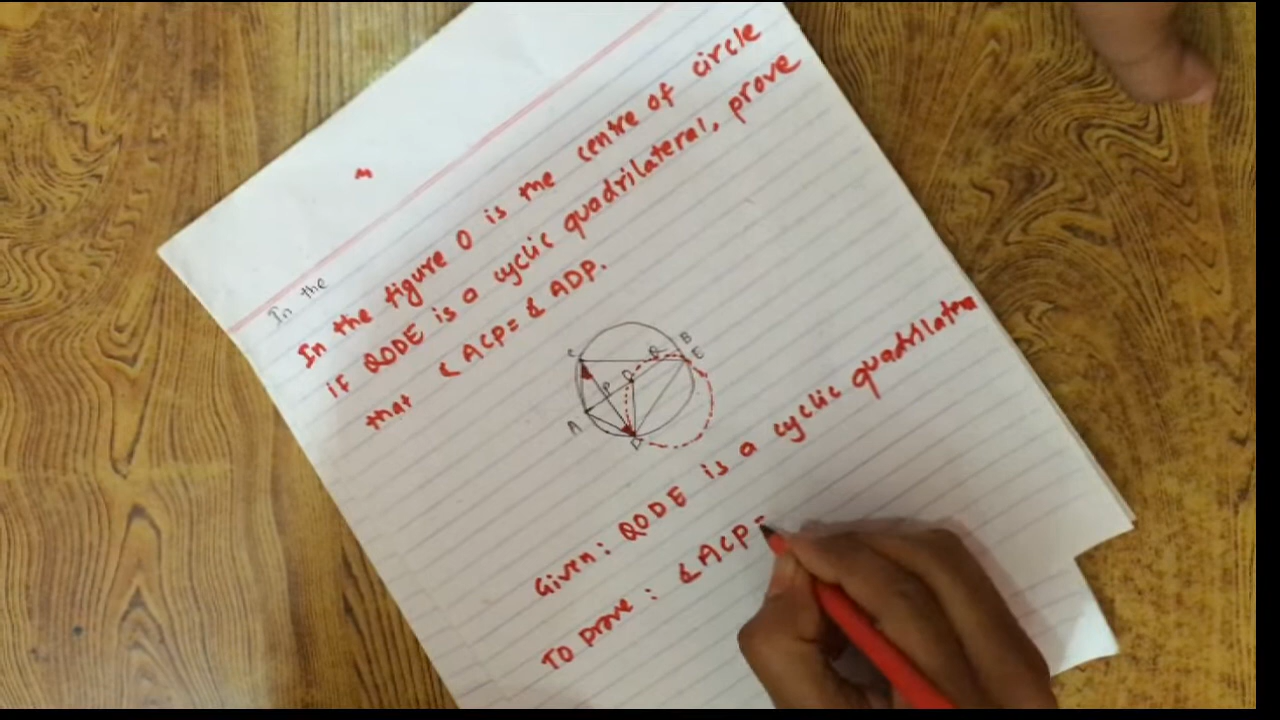 In the
In the figure O is the centre of circle
if QODE is a cyclic quadrilateral, prove
that ∠ ACP= ∠ ADP.
C
B
R
E
O
P
A
D
Given: QODE is a cyclic quadrilatera
To prove : ∠ ACP=